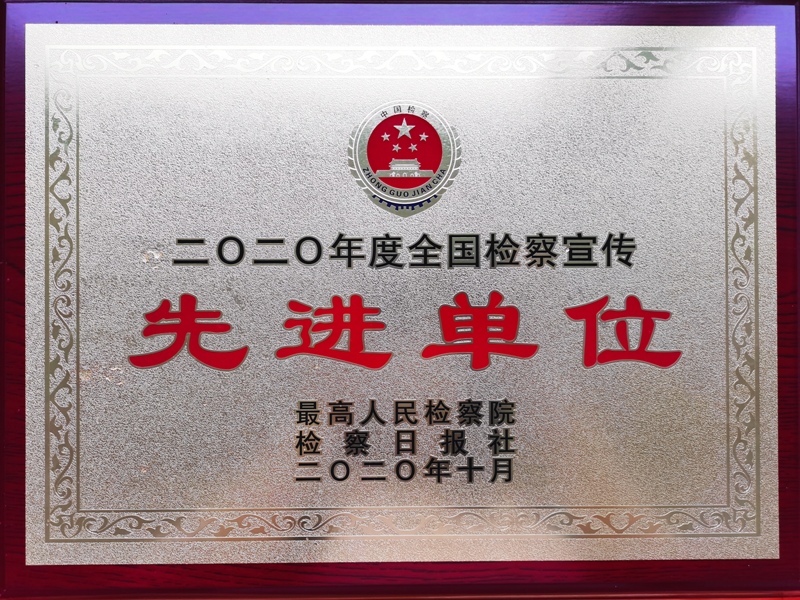 中国检察
ZHONG GUO JIAN CHA
二〇二〇年度全国检察宣传
先进单位
最高人民检察院
检察日报社
二〇二〇年十月